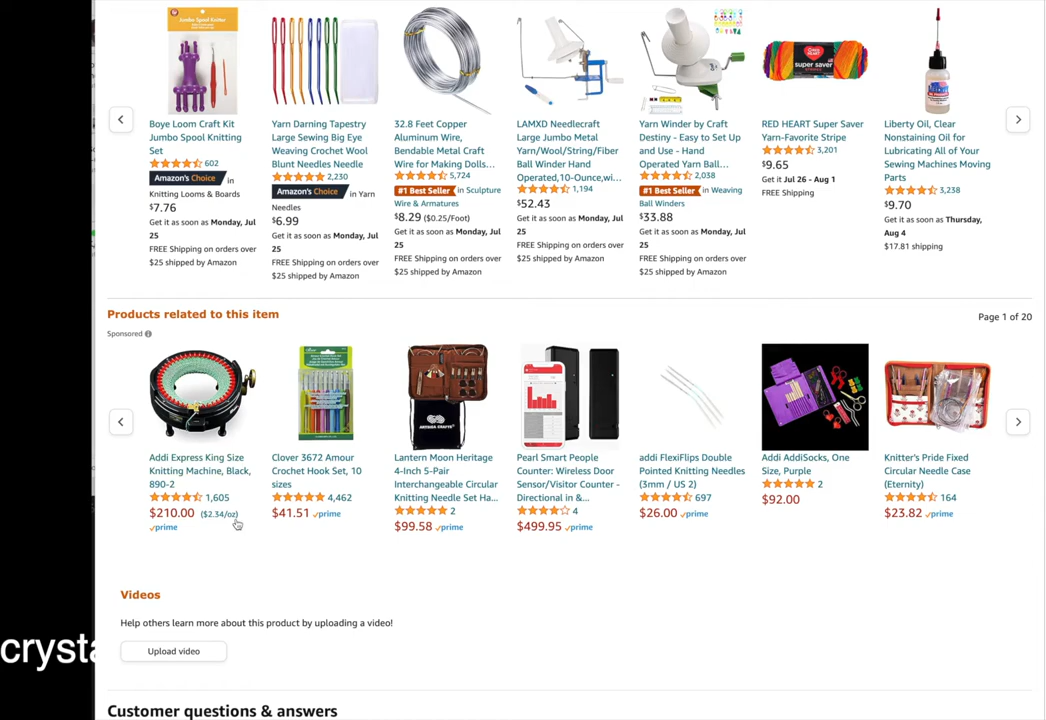 Boye Loom Craft Kit
Jumbo Spool Knitting
Set
602
Amazon's Choice in
Knitting Looms & Boards
$7.76
Get it as soon as Monday, Jul
25
FREE Shipping on orders over
$25 shipped by Amazon
Yarn Darning Tapestry
Large Sewing Big Eye
Weaving Crochet Wool
Blunt Needles Needle
2,230
Amazon's Choice in Yarn
Needles
$6.99
Get it as soon as Monday, Jul
25
FREE Shipping on orders over
$25 shipped by Amazon
32.8 Feet Copper
Aluminum Wire,
Bendable Metal Craft
Wire for Making Dolls…
5,724
#1 Best Seller in Sculpture
Wire & Armatures
$8.29 ($0.25/Foot)
Get it as soon as Monday, Jul
25
FREE Shipping on orders over
$25 shipped by Amazon
LAMXD Needlecraft
Large Jumbo Metal
Yarn/Wool/String/Fiber
Ball Winder Hand
Operated,10-Ounce,wi…
1,194
$52.43
Get it as soon as Monday, Jul
25
FREE Shipping on orders over
$25 shipped by Amazon
Yarn Winder by Craft
Destiny - Easy to Set Up
and Use - Hand
Operated Yarn Ball…
2,038
#1 Best Seller in Weaving
Ball Winders
$33.88
Get it as soon as Monday, Jul
25
FREE Shipping on orders over
$25 shipped by Amazon
RED HEART
super saver
RED HEART Super Saver
Yarn-Favorite Stripe
3,201
$9.65
Get it Jul 26 - Aug 1
FREE Shipping
Liberty Oil, Clear
Nonstaining Oil for
Lubricating All of Your
Sewing Machines Moving
Parts
3,238
$9.70
Get it as soon as Thursday,
Aug 4
$17.81 shipping
Products related to this item
Page 1 of 20
Sponsored
Addi Express King Size
Knitting Machine, Black,
890-2
1,605
$210.00 ($2.34/oz)
prime
Clover 3672 Amour
Crochet Hook Set, 10
sizes
4,462
$41.51 prime
Lantern Moon Heritage
4-Inch 5-Pair
Interchangeable Circular
Knitting Needle Set Ha…
2
$99.58 prime
Pearl Smart People
Counter: Wireless Door
Sensor/Visitor Counter -
Directional in &…
4
$499.95 prime
addi FlexiFlips Double
Pointed Knitting Needles
(3mm / US 2)
697
$26.00 prime
Addi AddiSocks, One
Size, Purple
2
$92.00
Knitter's Pride Fixed
Circular Needle Case
(Eternity)
164
$23.82 prime
Videos
Help others learn more about this product by uploading a video!
Upload video
Customer questions & answers